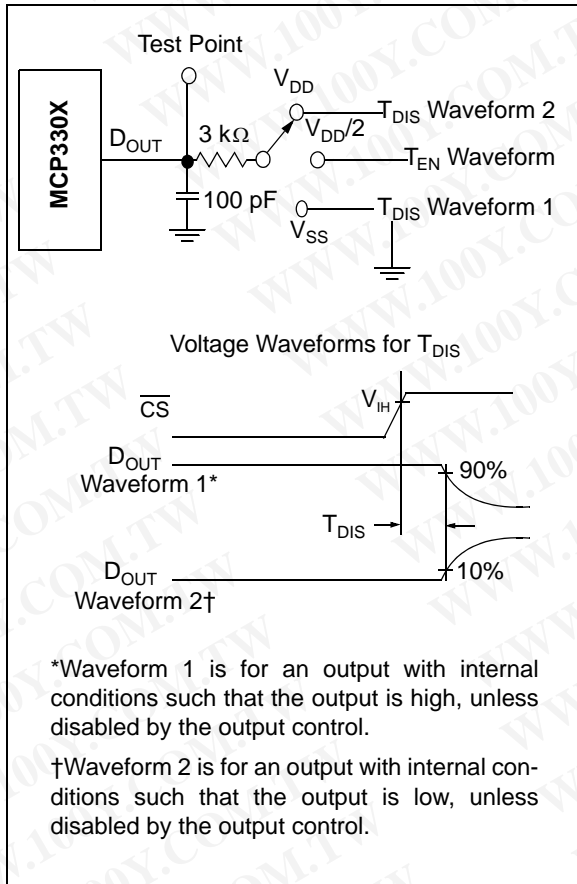 Test Point
MCP330X
DOUT
3 kΩ
100 pF
VDD
VDD/2
VSS
TDIS Waveform 2
TEN Waveform
TDIS Waveform 1
Voltage Waveforms for TDIS
CS
VIH
DOUT
Waveform 1*
90%
TDIS
DOUT
Waveform 2†
10%
*Waveform 1 is for an output with internal
conditions such that the output is high, unless
disabled by the output control.
†Waveform 2 is for an output with internal con-
ditions such that the output is low, unless
disabled by the output control.
WWW.100Y.COM.TW